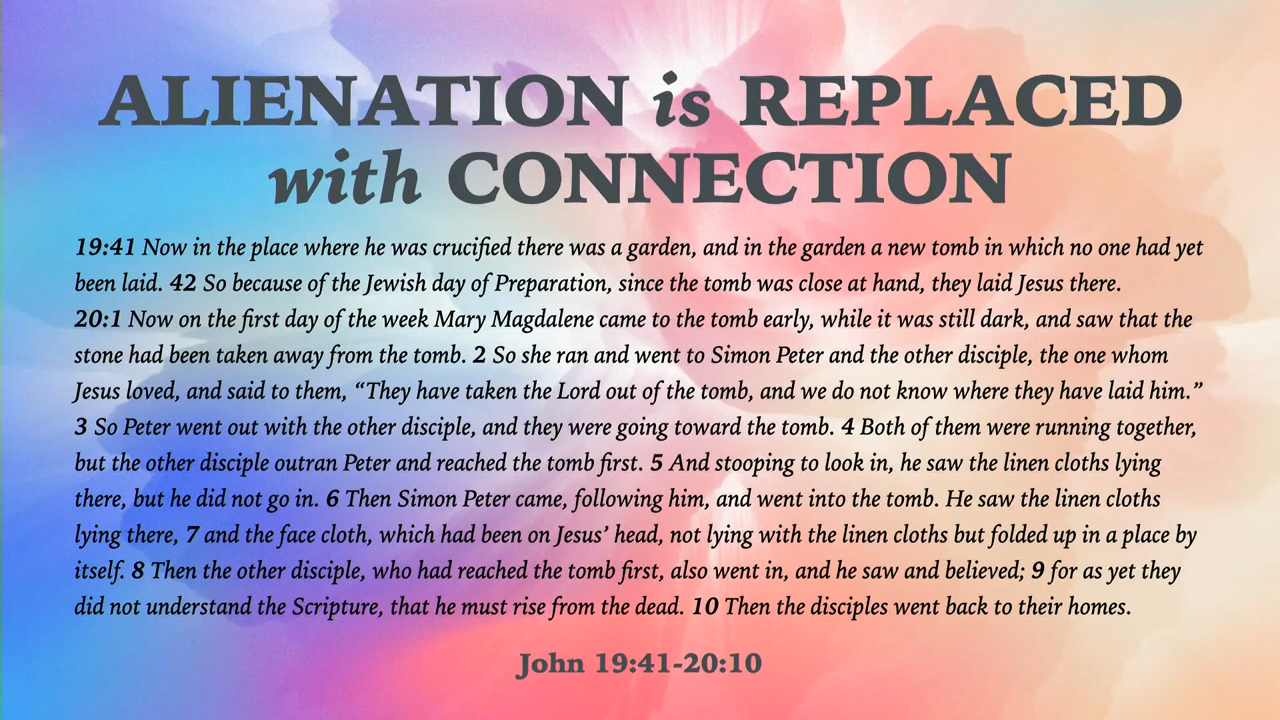 ALIENATION is REPLACED
with CONNECTION
19:41 Now in the place where he was crucified there was a garden, and in the garden a new tomb in which no one had yet
been laid. 42 So because of the Jewish day of Preparation, since the tomb was close at hand, they laid Jesus there.
20:1 Now on the first day of the week Mary Magdalene came to the tomb early, while it was still dark, and saw that the
stone had been taken away from the tomb. 2 So she ran and went to Simon Peter and the other disciple, the one whom
Jesus loved, and said to them, “They have taken the Lord out of the tomb, and we do not know where they have laid him.”
3 So Peter went out with the other disciple, and they were going toward the tomb. 4 Both of them were running together,
but the other disciple outran Peter and reached the tomb first. 5 And stooping to look in, he saw the linen cloths lying
there, but he did not go in. 6 Then Simon Peter came, following him, and went into the tomb. He saw the linen cloths
lying there, 7 and the face cloth, which had been on Jesus’ head, not lying with the linen cloths but folded up in a place by
itself. 8 Then the other disciple, who had reached the tomb first, also went in, and he saw and believed; 9 for as yet they
did not understand the Scripture, that he must rise from the dead. 10 Then the disciples went back to their homes.
John 19:41-20:10